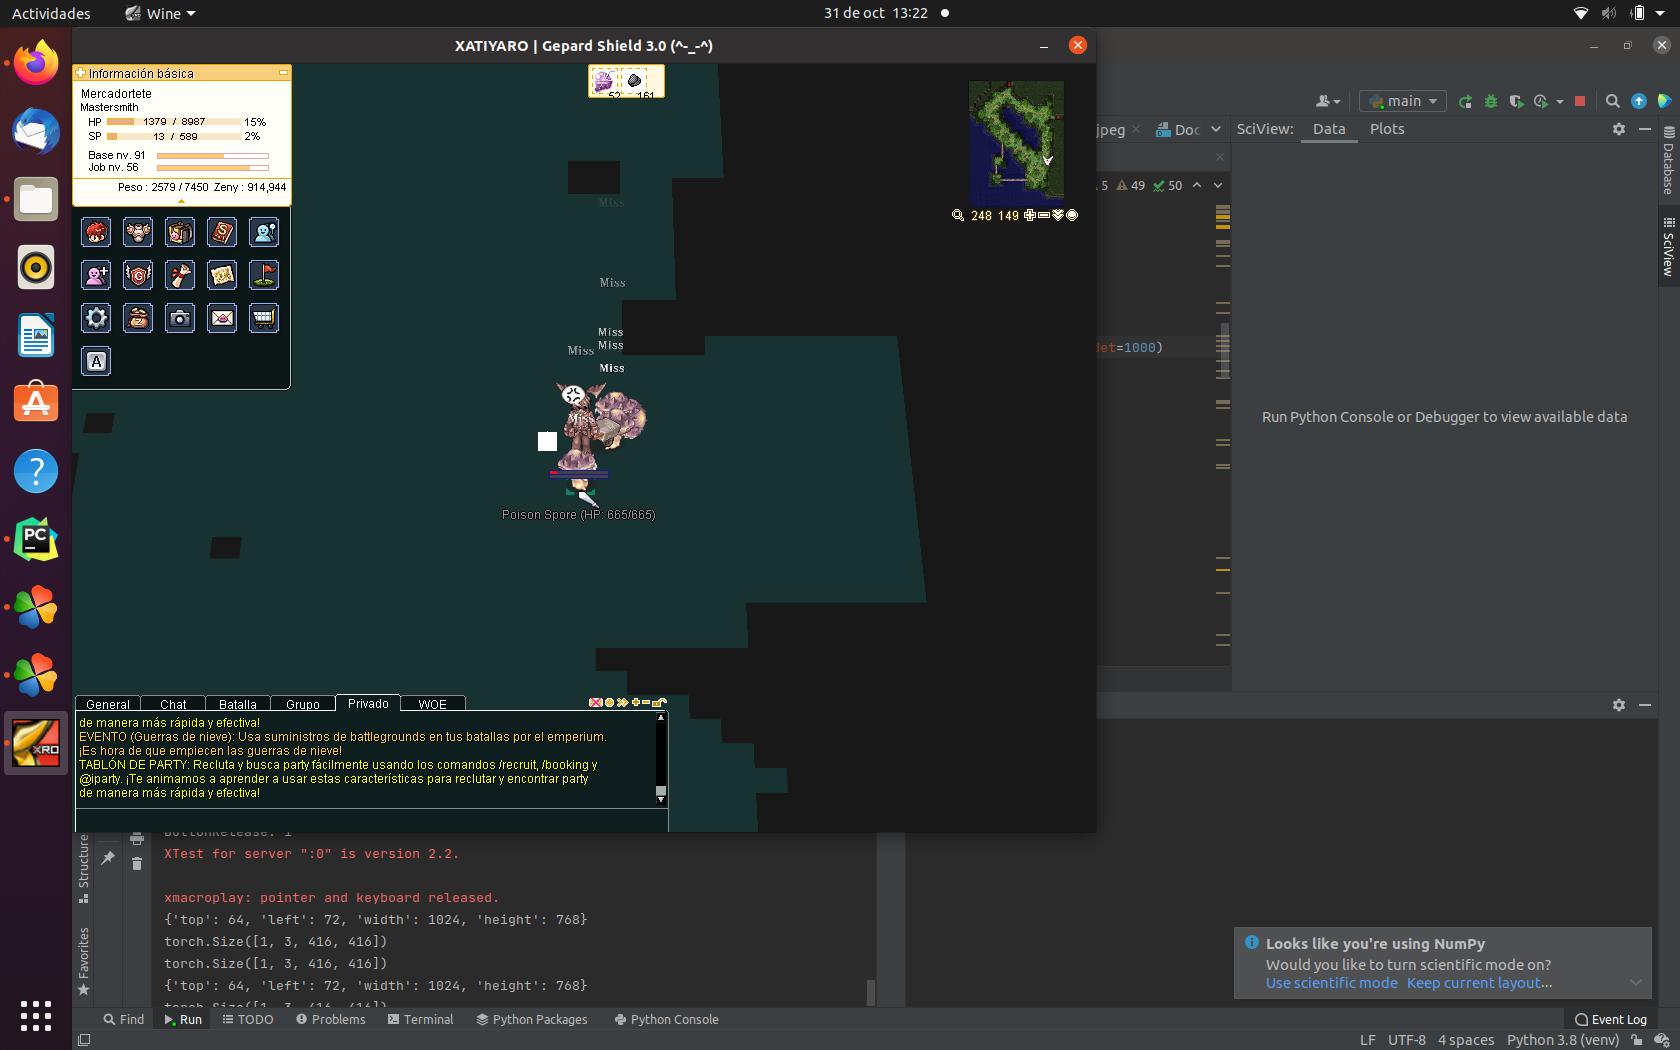 Actividades
Wine
31 de oct 13:22
XATIYARO | Gepard Shield 3.0 (^-_-^)
Información básica
Mercadortete
Mastersmith
HP 1379 / 8987 15%
SP 13 / 589 2%
Base nv. 91
Job nv. 56
Peso : 2579 / 7450 Zeny : 914,944
52 161
248 149
A
Miss
Miss
Miss
Miss
Miss
Miss
Miss
Poison Spore (HP: 665/665)
General Chat Batalla Grupo Privado WOE
de manera más rápida y efectiva!
EVENTO (Guerras de nieve): Usa suministros de battlegrounds en tus batallas por el emperium.
¡Es hora de que empiecen las guerras de nieve!
TABLÓN DE PARTY: Recluta y busca party fácilmente usando los comandos /recruit, /booking y
@iparty. ¡Te animamos a aprender a usar estas características para reclutar y encontrar party
de manera más rápida y efectiva!
main
jpeg
Doc
SciView: Data Plots
5 49 50
det=1000)
Run Python Console or Debugger to view available data
Database
SciView
PC
XRO
Structure
Favorites
ButtonRelease: 1
XTest for server ":0" is version 2.2.
xmacroplay: pointer and keyboard released.
{'top': 64, 'left': 72, 'width': 1024, 'height': 768}
torch.Size([1, 3, 416, 416])
torch.Size([1, 3, 416, 416])
{'top': 64, 'left': 72, 'width': 1024, 'height': 768}
torch.Size([1, 3, 416, 416])
Looks like you're using NumPy
Would you like to turn scientific mode on?
Use scientific mode Keep current layout...
Find Run TODO Problems Terminal Python Packages Python Console
Event Log
LF UTF-8 4 spaces Python 3.8 (venv)